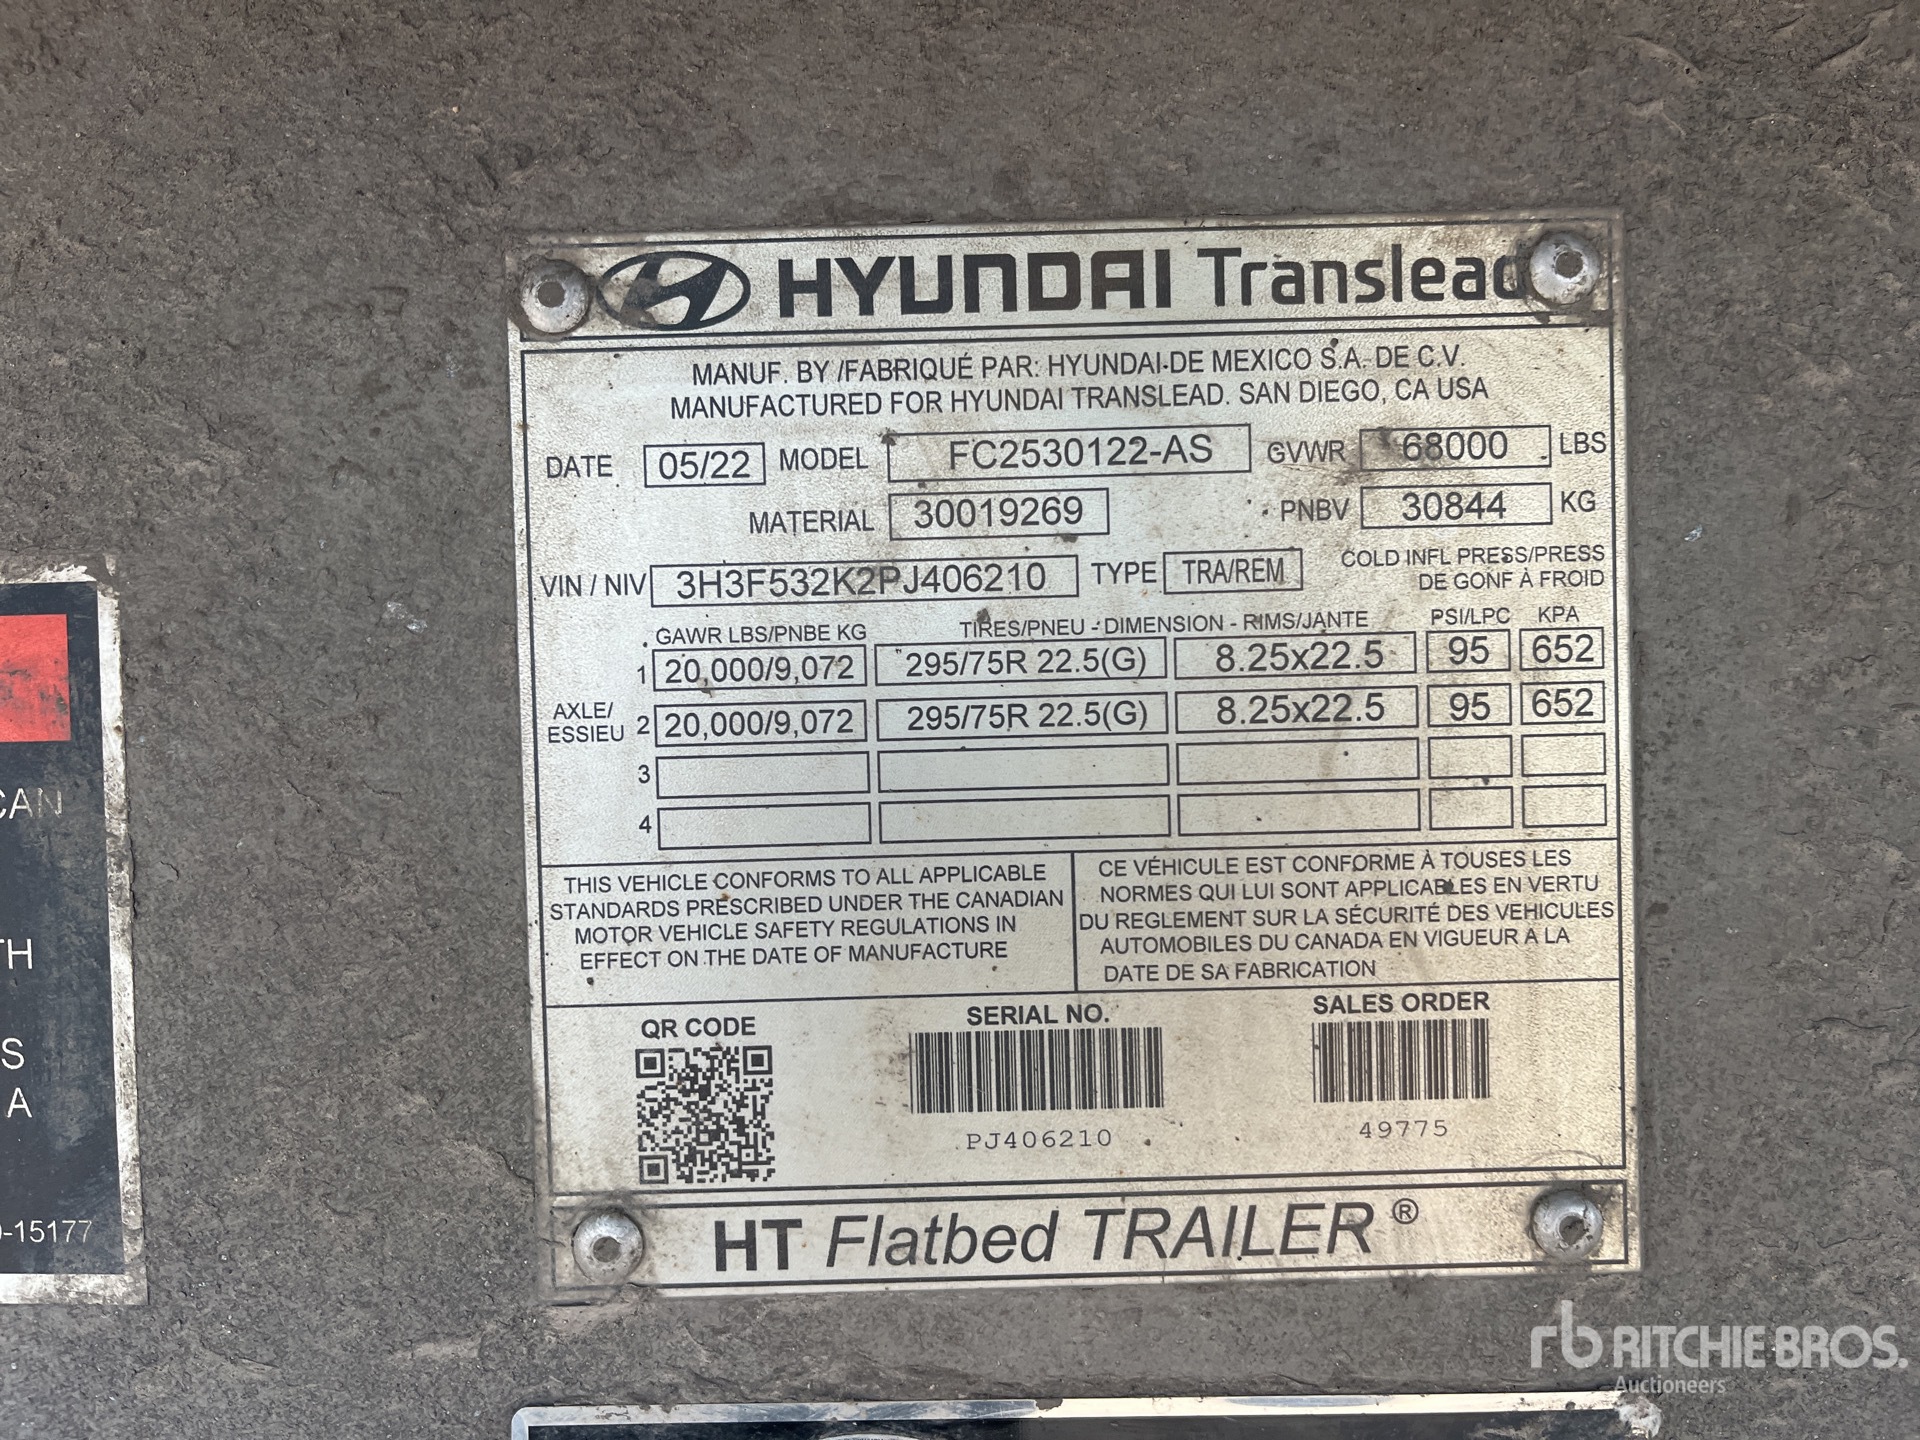 HYUNDAI Translead
MANUF. BY /FABRIQUÉ PAR: HYUNDAI DE MEXICO S.A. DE C.V.
MANUFACTURED FOR HYUNDAI TRANSLEAD. SAN DIEGO, CA USA
DATE 05/22 MODEL FC2530122-AS GVWR 68000 LBS
MATERIAL 30019269 PNBV 30844 KG
VIN / NIV 3H3F532K2PJ406210 TYPE TRA/REM COLD INFL PRESS/PRESS
DE GONF À FROID
GAWR LBS/PNBE KG TIRES/PNEU - DIMENSION - RIMS/JANTE PSI/LPC KPA
1 20,000/9,072 295/75R 22.5(G) 8.25x22.5 95 652
AXLE/
ESSIEU 2 20,000/9,072 295/75R 22.5(G) 8.25x22.5 95 652
3
4
THIS VEHICLE CONFORMS TO ALL APPLICABLE
STANDARDS PRESCRIBED UNDER THE CANADIAN
MOTOR VEHICLE SAFETY REGULATIONS IN
EFFECT ON THE DATE OF MANUFACTURE
CE VÉHICULE EST CONFORME À TOUSES LES
NORMES QUI LUI SONT APPLICABLES EN VERTU
DU REGLEMENT SUR LA SÉCURITÉ DES VEHICULES
AUTOMOBILES DU CANADA EN VIGUEUR A LA
DATE DE SA FABRICATION
QR CODE
SERIAL NO.
PJ406210
SALES ORDER
49775
HT Flatbed TRAILER ®
CAN
TH
S
A
-15177
rb RITCHIE BROS.
Auctioneers